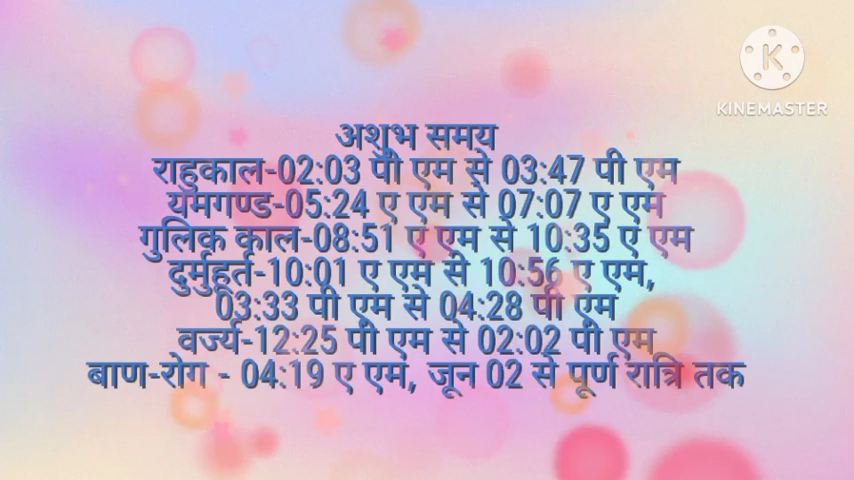 KINEMASTER
अशुभ समय
राहुकाल-02:03 पी एम से 03:47 पी एम
यमगण्ड-05:24 ए एम से 07:07 ए एम
गुलिक काल-08:51 ए एम से 10:35 ए एम
दुर्मुहूर्त-10:01 ए एम से 10:56 ए एम,
03:33 पी एम से 04:28 पी एम
वर्ज्य-12:25 पी एम से 02:02 पी एम
बाण-रोग - 04:19 ए एम, जून 02 से पूर्ण रात्रि तक